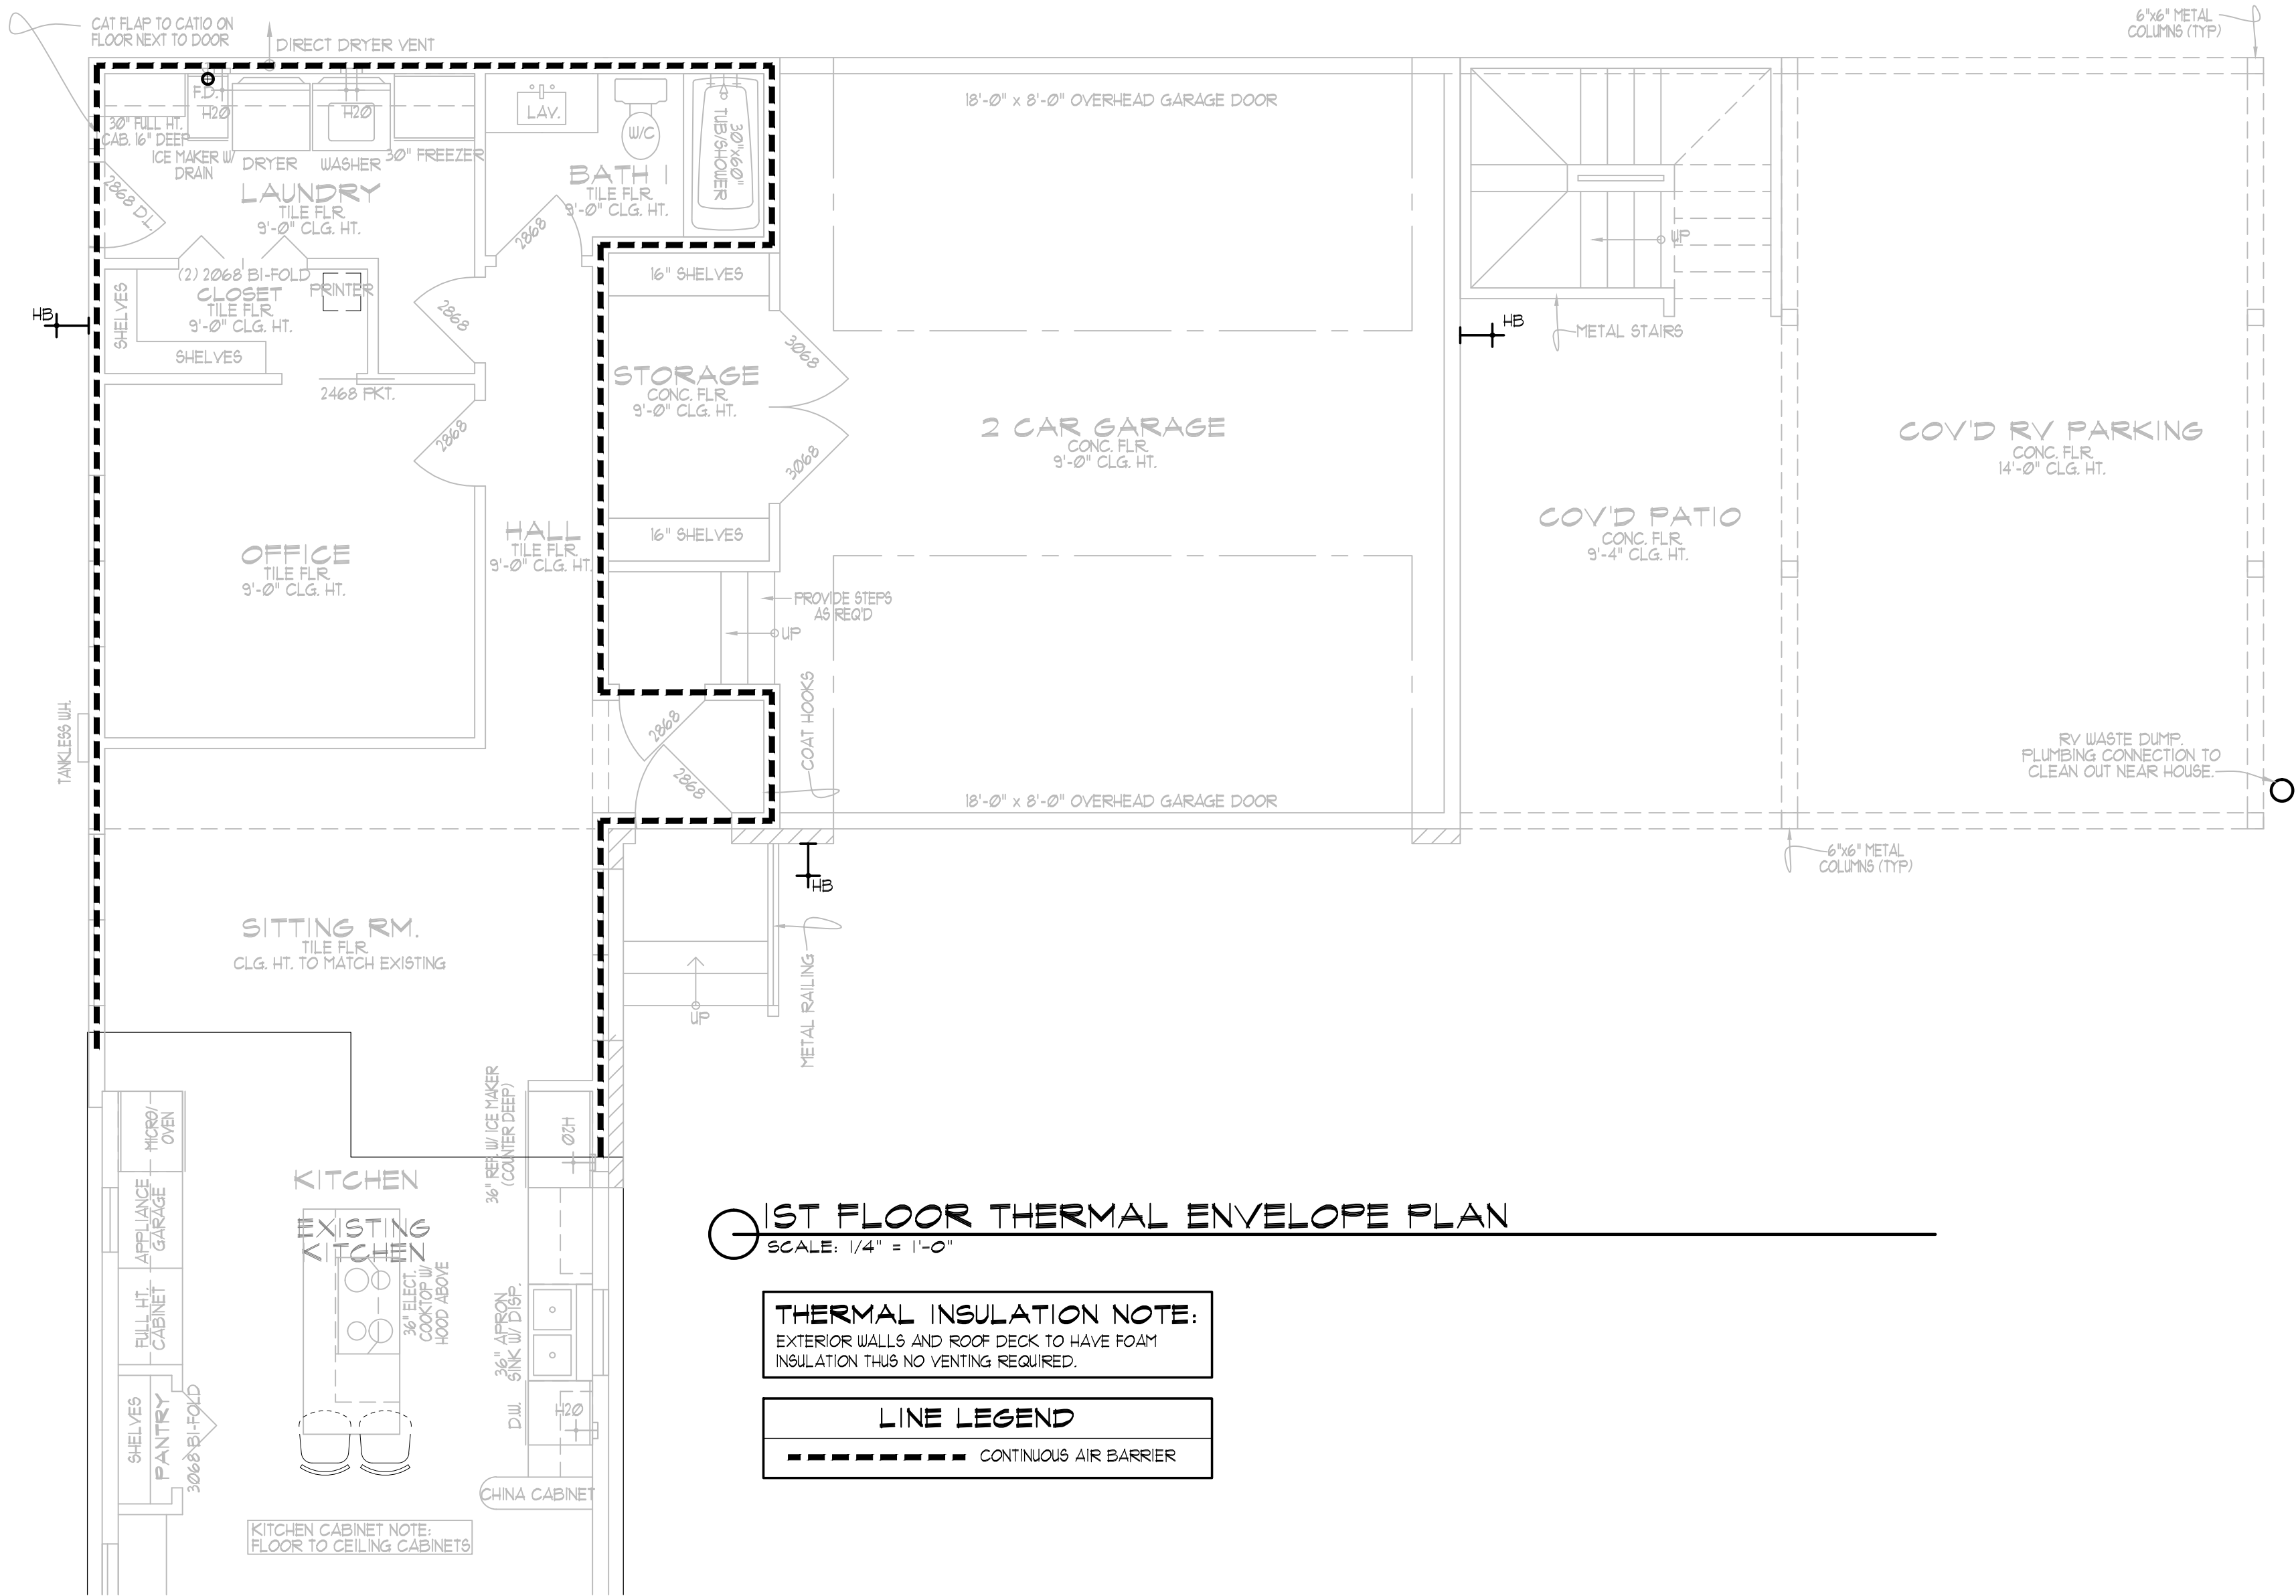 CAT FLAP TO CATIO ON
FLOOR NEXT TO DOOR
DIRECT DRYER VENT
6"x6" METAL
COLUMNS (TYP)
F.D.
H2O
H2O
30" FULL HT.
CAB. 16" DEEP
ICE MAKER W/
DRAIN
DRYER
WASHER
30" FREEZER
LAV.
W/C
30"x60"
TUB/SHOWER
18'-0" x 8'-0" OVERHEAD GARAGE DOOR
2868 D.L.
LAUNDRY
TILE FLR.
9'-0" CLG. HT.
BATH 1
TILE FLR.
9'-0" CLG. HT.
2868
UP
(2) 2068 BI-FOLD
CLOSET
TILE FLR.
9'-0" CLG. HT.
PRINTER
SHELVES
SHELVES
2868
16" SHELVES
HB
HB
METAL STAIRS
2468 PKT.
3068
STORAGE
CONC. FLR.
9'-0" CLG. HT.
2868
3068
2 CAR GARAGE
CONC. FLR.
9'-0" CLG. HT.
COV'D RV PARKING
CONC. FLR.
14'-0" CLG. HT.
COV'D PATIO
CONC. FLR.
9'-4" CLG. HT.
16" SHELVES
HALL
TILE FLR.
9'-0" CLG. HT.
OFFICE
TILE FLR.
9'-0" CLG. HT.
PROVIDE STEPS
AS REQ'D
UP
TANKLESS W.H.
2868
2868
COAT HOOKS
RV WASTE DUMP.
PLUMBING CONNECTION TO
CLEAN OUT NEAR HOUSE.
18'-0" x 8'-0" OVERHEAD GARAGE DOOR
6"x6" METAL
COLUMNS (TYP)
HB
SITTING RM.
TILE FLR.
CLG. HT. TO MATCH EXISTING
UP
METAL RAILING
MICRO/
OVEN
36" REF. W/ ICE MAKER
(COUNTER DEEP)
H2O
KITCHEN
APPLIANCE
GARAGE
EXISTING
KITCHEN
36" ELECT.
COOKTOP W/
HOOD ABOVE
FULL HT.
CABINET
36" APRON
SINK W/ DISP.
D.W.
H2O
SHELVES
PANTRY
3068 BI-FOLD
CHINA CABINET
KITCHEN CABINET NOTE:
FLOOR TO CEILING CABINETS
1ST FLOOR THERMAL ENVELOPE PLAN
SCALE: 1/4" = 1'-0"
THERMAL INSULATION NOTE:
EXTERIOR WALLS AND ROOF DECK TO HAVE FOAM
INSULATION THUS NO VENTING REQUIRED.
LINE LEGEND
CONTINUOUS AIR BARRIER